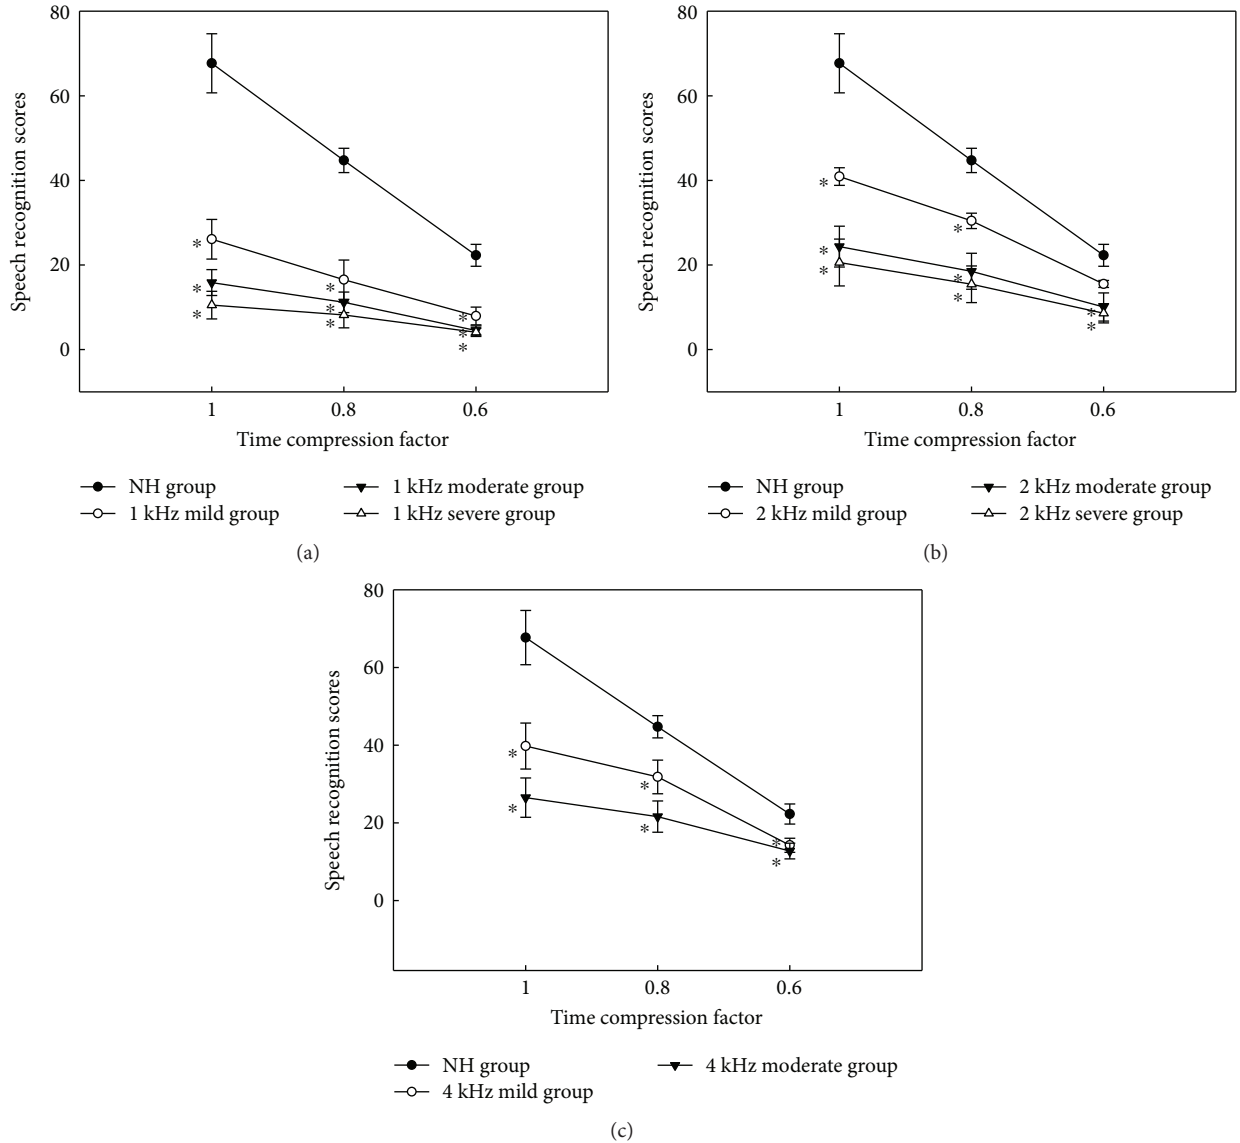 80
60
40
20
0
Speech recognition scores
1 0.8 0.6
Time compression factor
NH group
1 kHz mild group
1 kHz moderate group
1 kHz severe group
(a)
80
60
40
20
0
Speech recognition scores
1 0.8 0.6
Time compression factor
NH group
2 kHz mild group
2 kHz moderate group
2 kHz severe group
(b)
80
60
40
20
0
Speech recognition scores
1 0.8 0.6
Time compression factor
NH group
4 kHz mild group
4 kHz moderate group
(c)